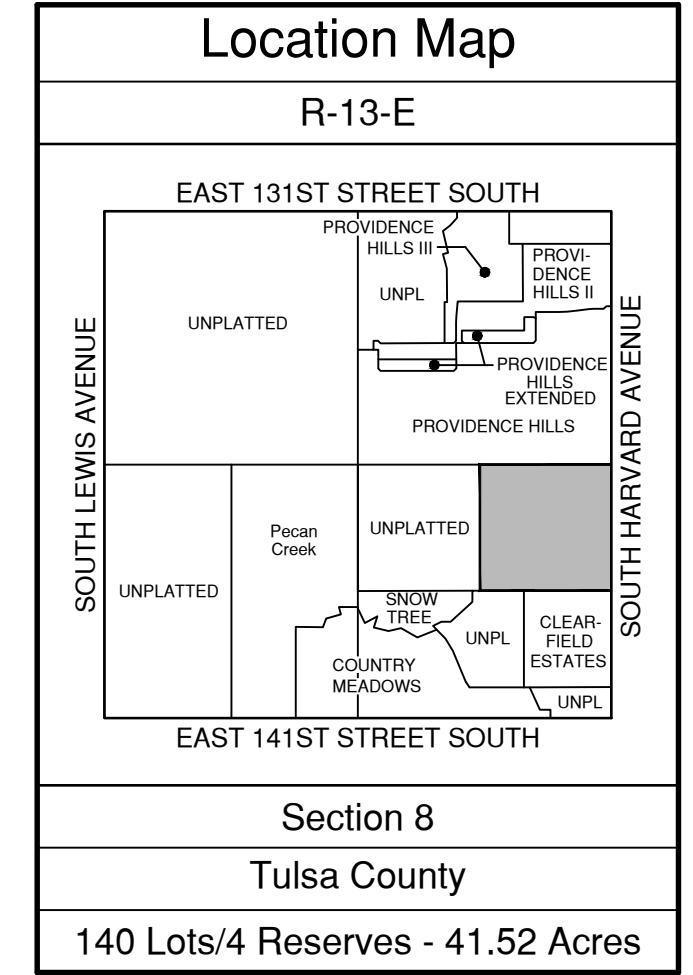 Location Map
R-13-E
EAST 131ST STREET SOUTH
SOUTH LEWIS AVENUE
SOUTH HARVARD AVENUE
PROVIDENCE
HILLS III
PROVI-
DENCE
HILLS II
UNPL
UNPLATTED
PROVIDENCE
HILLS
EXTENDED
PROVIDENCE HILLS
Pecan
Creek
UNPLATTED
UNPLATTED
SNOW
TREE
UNPL
CLEAR-
FIELD
ESTATES
COUNTRY
MEADOWS
UNPL
EAST 141ST STREET SOUTH
Section 8
Tulsa County
140 Lots/4 Reserves - 41.52 Acres